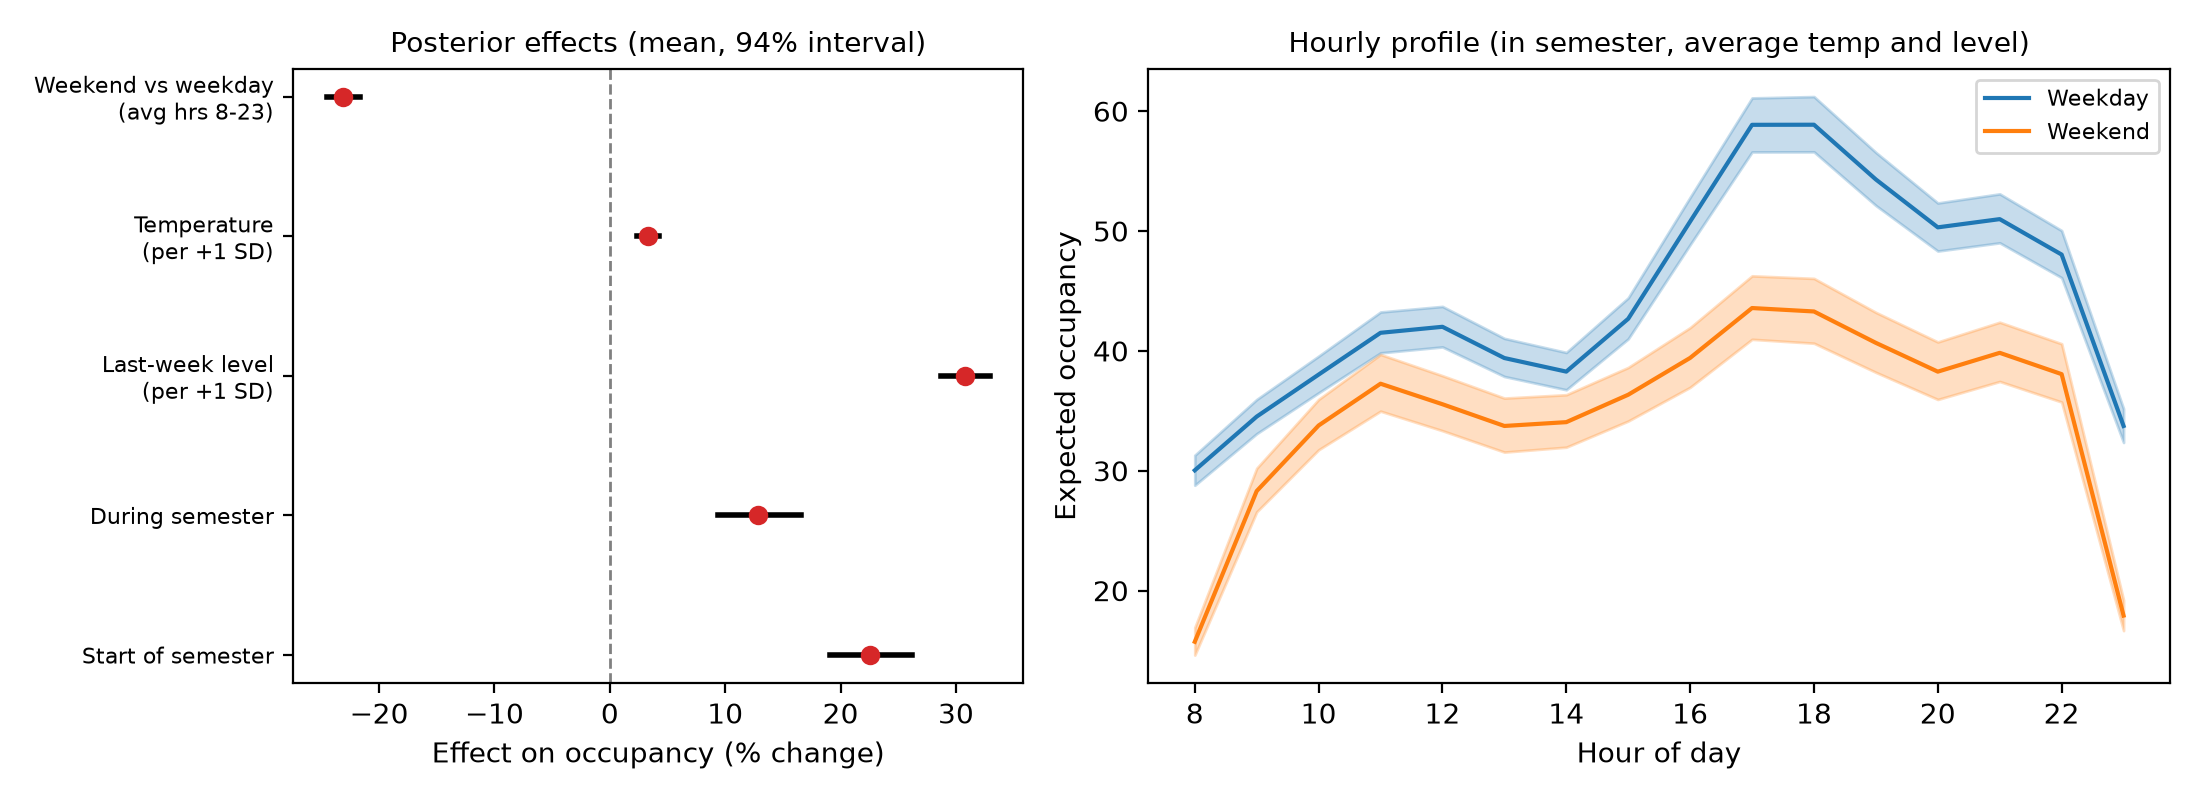 Posterior effects (mean, 94% interval)
Weekend vs weekday
(avg hrs 8-23)
Temperature
(per +1 SD)
Last-week level
(per +1 SD)
During semester
Start of semester
−20 −10 0 10 20 30
Effect on occupancy (% change)
Hourly profile (in semester, average temp and level)
Weekday
Weekend
60
50
40
30
20
Expected occupancy
8 10 12 14 16 18 20 22
Hour of day